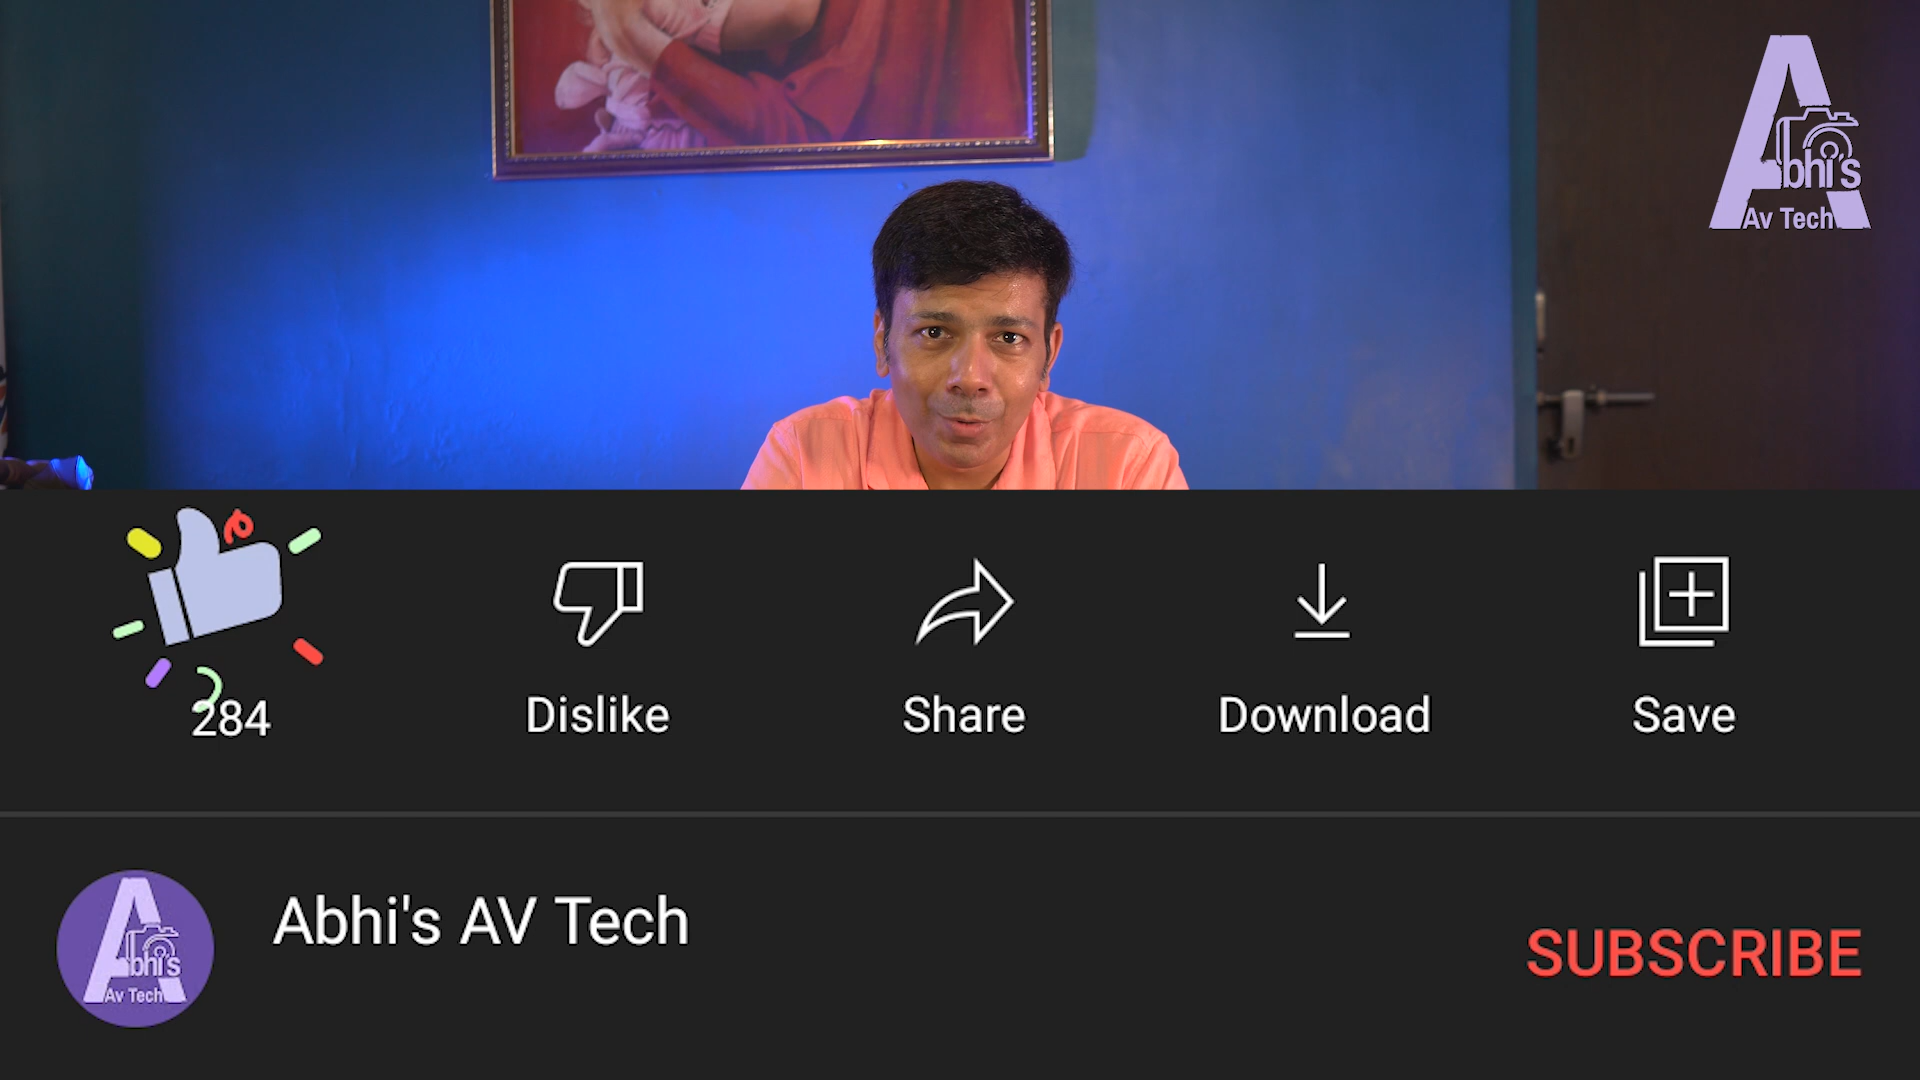 Abhi's
Av Tech
284
Dislike
Share
Download
Save
Abhi's
Av Tech
Abhi's AV Tech
SUBSCRIBE